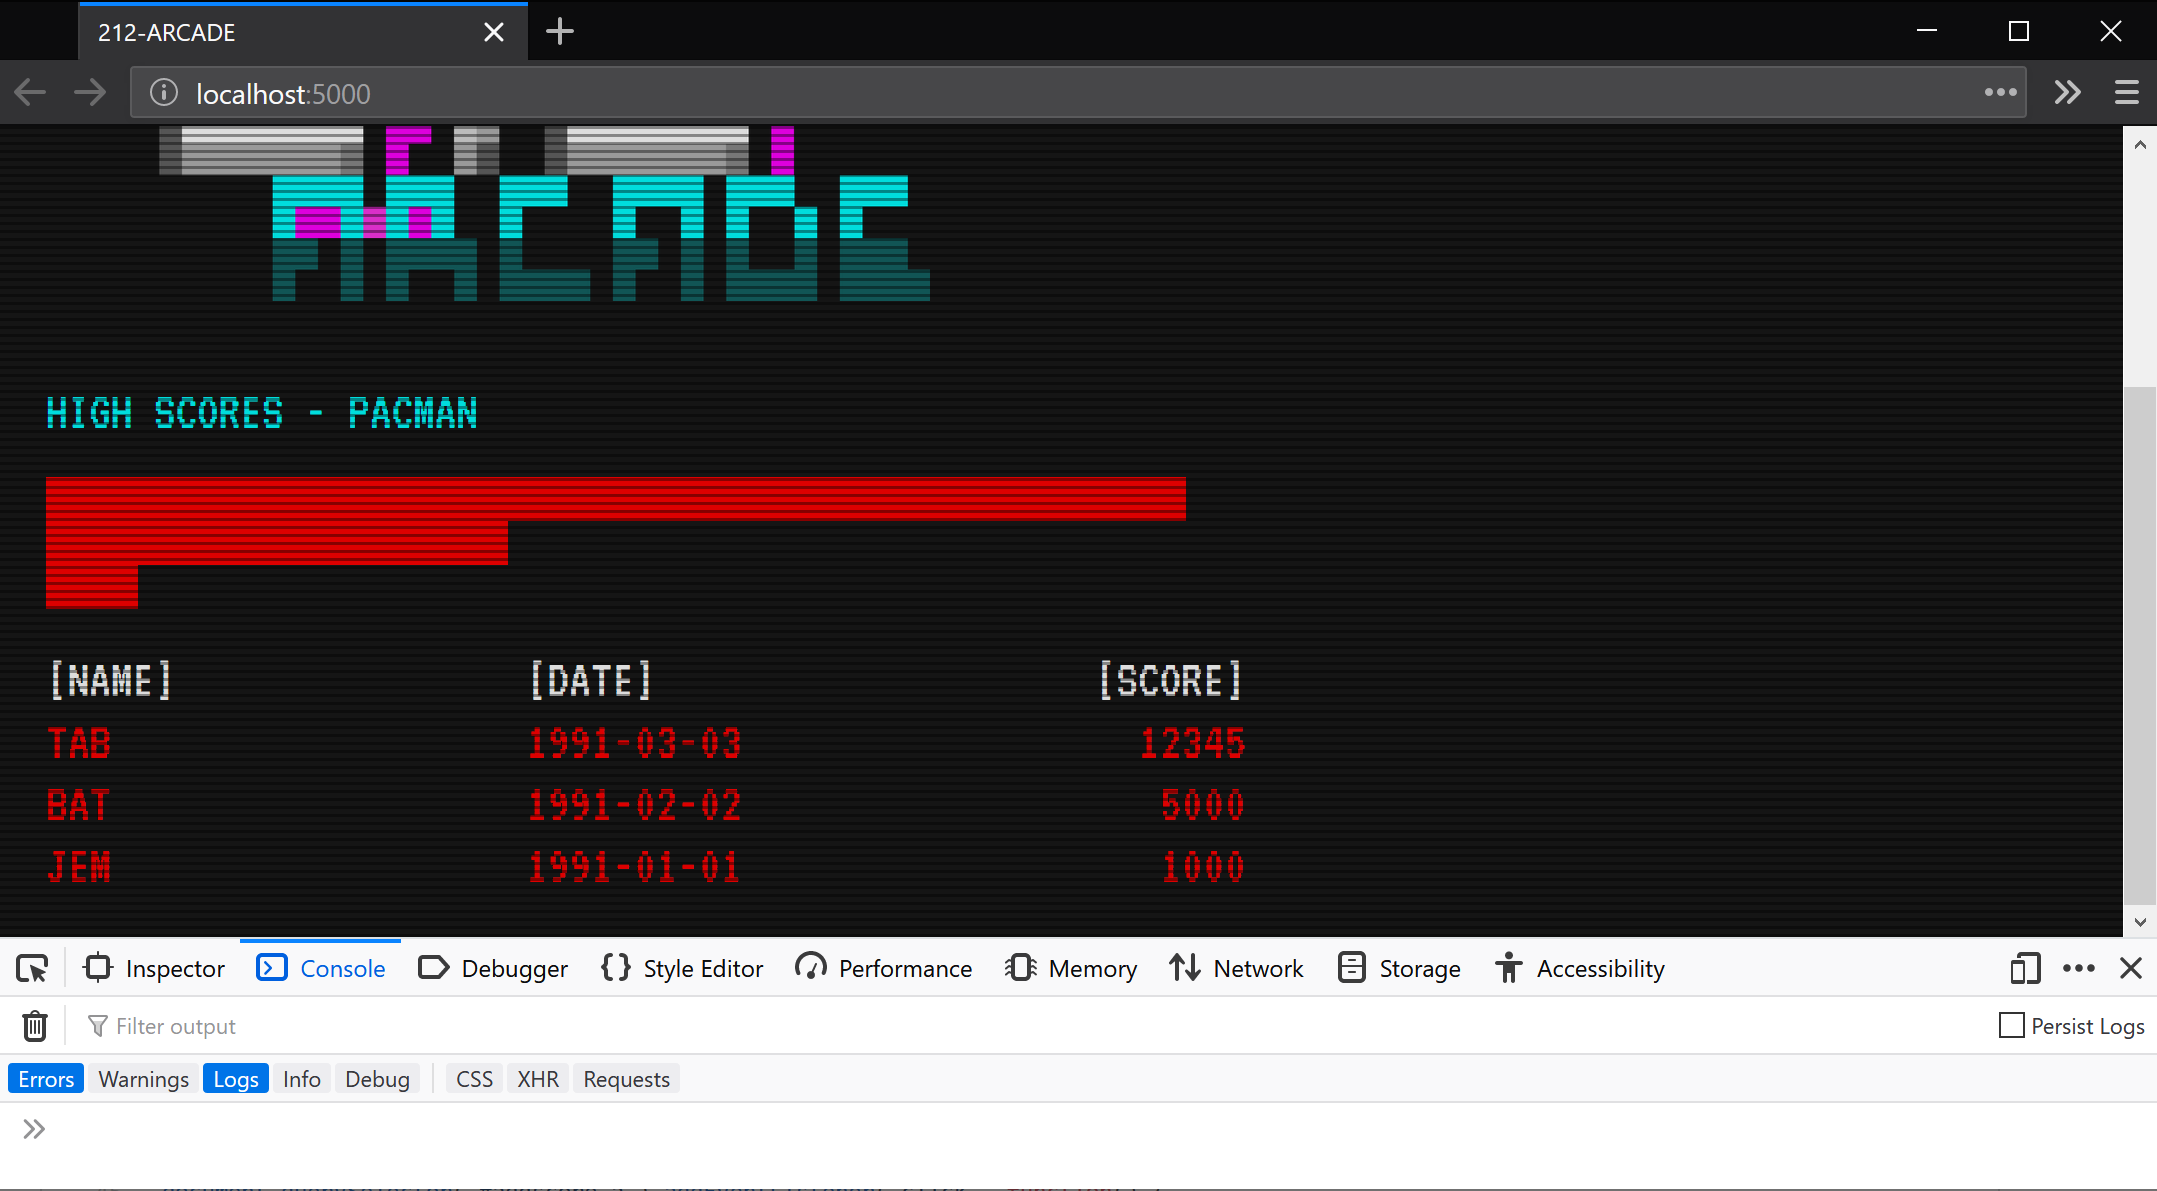 212-ARCADE
localhost:5000
ARCADE
HIGH SCORES - PACMAN
[NAME] [DATE] [SCORE]
TAB 1991-03-03 12345
BAT 1991-02-02 5000
JEM 1991-01-01 1000
Inspector Console Debugger {} Style Editor Performance Memory Network Storage Accessibility
Filter output Persist Logs
Errors Warnings Logs Info Debug CSS XHR Requests